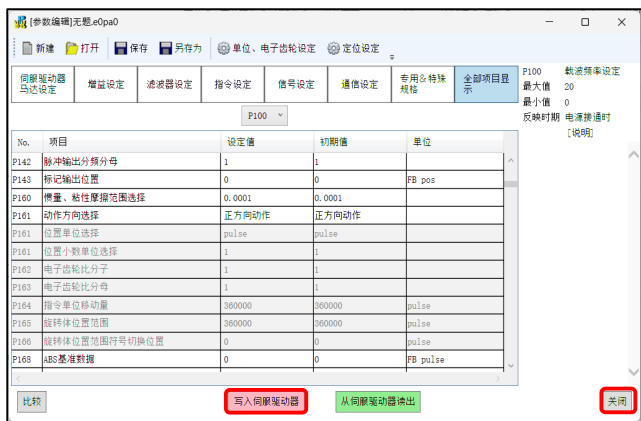 [参数编辑]无题.e0pa0
新建 打开 保存 另存为 单位、电子齿轮设定 定位设定
伺服驱动器马达设定 增益设定 滤波器设定 指令设定 信号设定 通信设定 专用&特殊规格 全部项目显示
P100
P100 载波频率设定
最大值 20
最小值 0
反映时期 电源接通时
[说明]
No. 项目 设定值 初期值 单位
P142 脉冲输出分频分母 1 1
P143 标记输出位置 0 0 FB pos
P160 惯量、粘性摩擦范围选择 0.0001 0.0001
P161 动作方向选择 正方向动作 正方向动作
P161 位置单位选择 pulse pulse
P161 位置小数单位选择 1 1
P162 电子齿轮比分子 1 1
P163 电子齿轮比分母 1 1
P164 指令单位移动量 360000 360000 pulse
P165 旋转体位置范围 360000 360000 pulse
P166 旋转体位置范围符号切换位置 0 0 pulse
P168 ABS基准数据 0 0 FB pulse
比较 写入伺服驱动器 从伺服驱动器读出 关闭